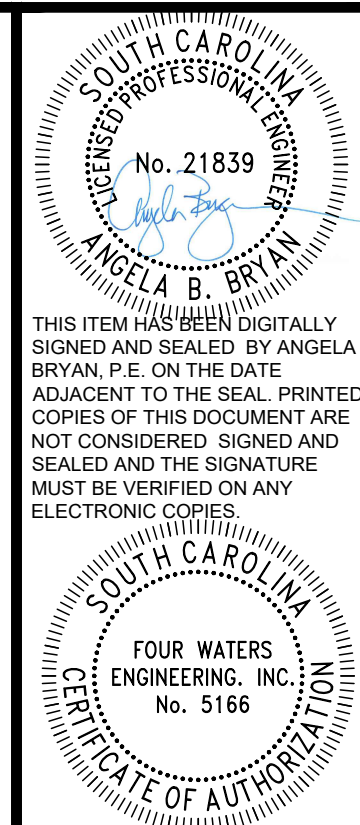 SOUTH CAROLINA
LICENSED PROFESSIONAL ENGINEER
No. 21839
ANGELA B. BRYAN
THIS ITEM HAS BEEN DIGITALLY
SIGNED AND SEALED BY ANGELA
BRYAN, P.E. ON THE DATE
ADJACENT TO THE SEAL. PRINTED
COPIES OF THIS DOCUMENT ARE
NOT CONSIDERED SIGNED AND
SEALED AND THE SIGNATURE
MUST BE VERIFIED ON ANY
ELECTRONIC COPIES.
SOUTH CAROLINA
FOUR WATERS
ENGINEERING. INC.
No. 5166
CERTIFICATE OF AUTHORIZATION